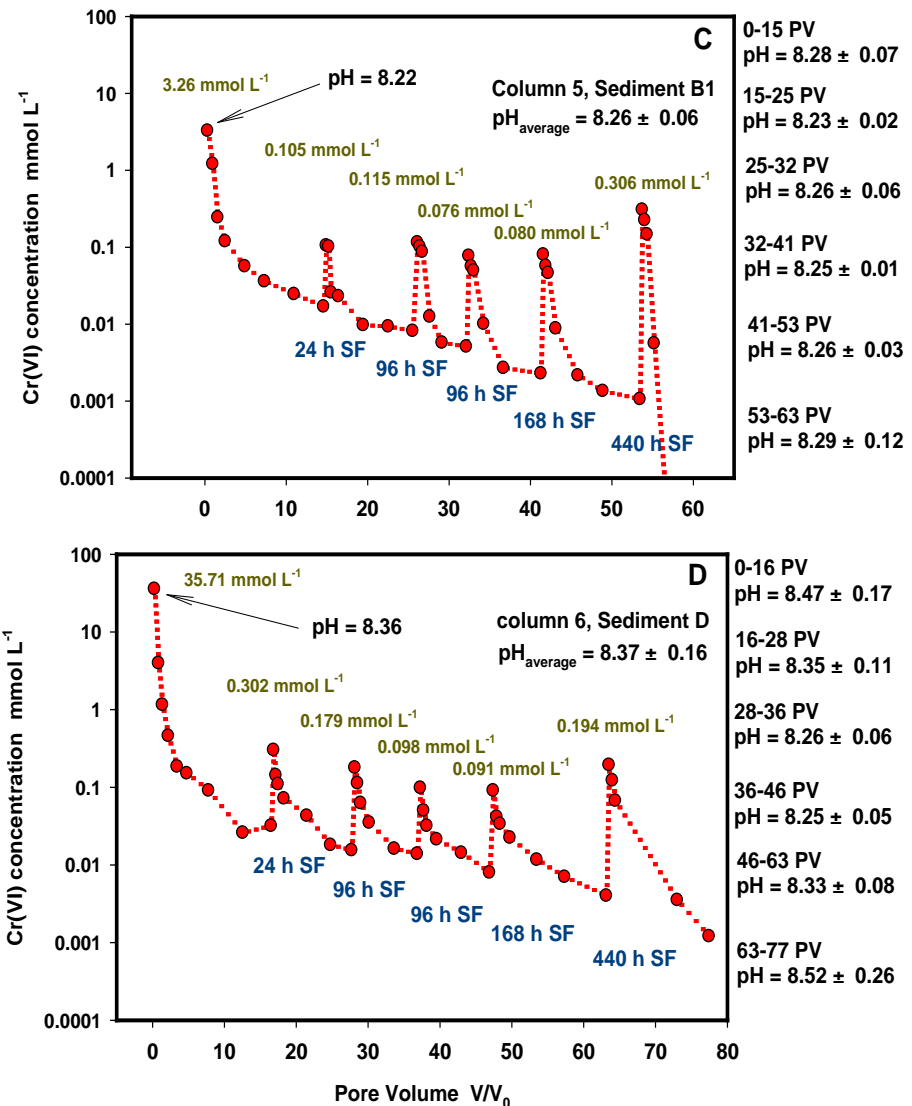 C
Column 5, Sediment B1
pH_average = 8.26 ± 0.06
pH = 8.22
3.26 mmol L⁻¹
0.105 mmol L⁻¹
0.115 mmol L⁻¹
0.076 mmol L⁻¹
0.080 mmol L⁻¹
0.306 mmol L⁻¹
24 h SF
96 h SF
96 h SF
168 h SF
440 h SF
Cr(VI) concentration mmol L⁻¹
100
10
1
0.1
0.01
0.001
0.0001
0
10
20
30
40
50
60
0-15 PV
pH = 8.28 ± 0.07
15-25 PV
pH = 8.23 ± 0.02
25-32 PV
pH = 8.26 ± 0.06
32-41 PV
pH = 8.25 ± 0.01
41-53 PV
pH = 8.26 ± 0.03
53-63 PV
pH = 8.29 ± 0.12
D
column 6, Sediment D
pH_average = 8.37 ± 0.16
pH = 8.36
35.71 mmol L⁻¹
0.302 mmol L⁻¹
0.179 mmol L⁻¹
0.098 mmol L⁻¹
0.091 mmol L⁻¹
0.194 mmol L⁻¹
24 h SF
96 h SF
96 h SF
168 h SF
440 h SF
Cr(VI) concentration mmol L⁻¹
100
10
1
0.1
0.01
0.001
0.0001
0
10
20
30
40
50
60
70
80
Pore Volume V/V₀
0-16 PV
pH = 8.47 ± 0.17
16-28 PV
pH = 8.35 ± 0.11
28-36 PV
pH = 8.26 ± 0.06
36-46 PV
pH = 8.25 ± 0.05
46-63 PV
pH = 8.33 ± 0.08
63-77 PV
pH = 8.52 ± 0.26